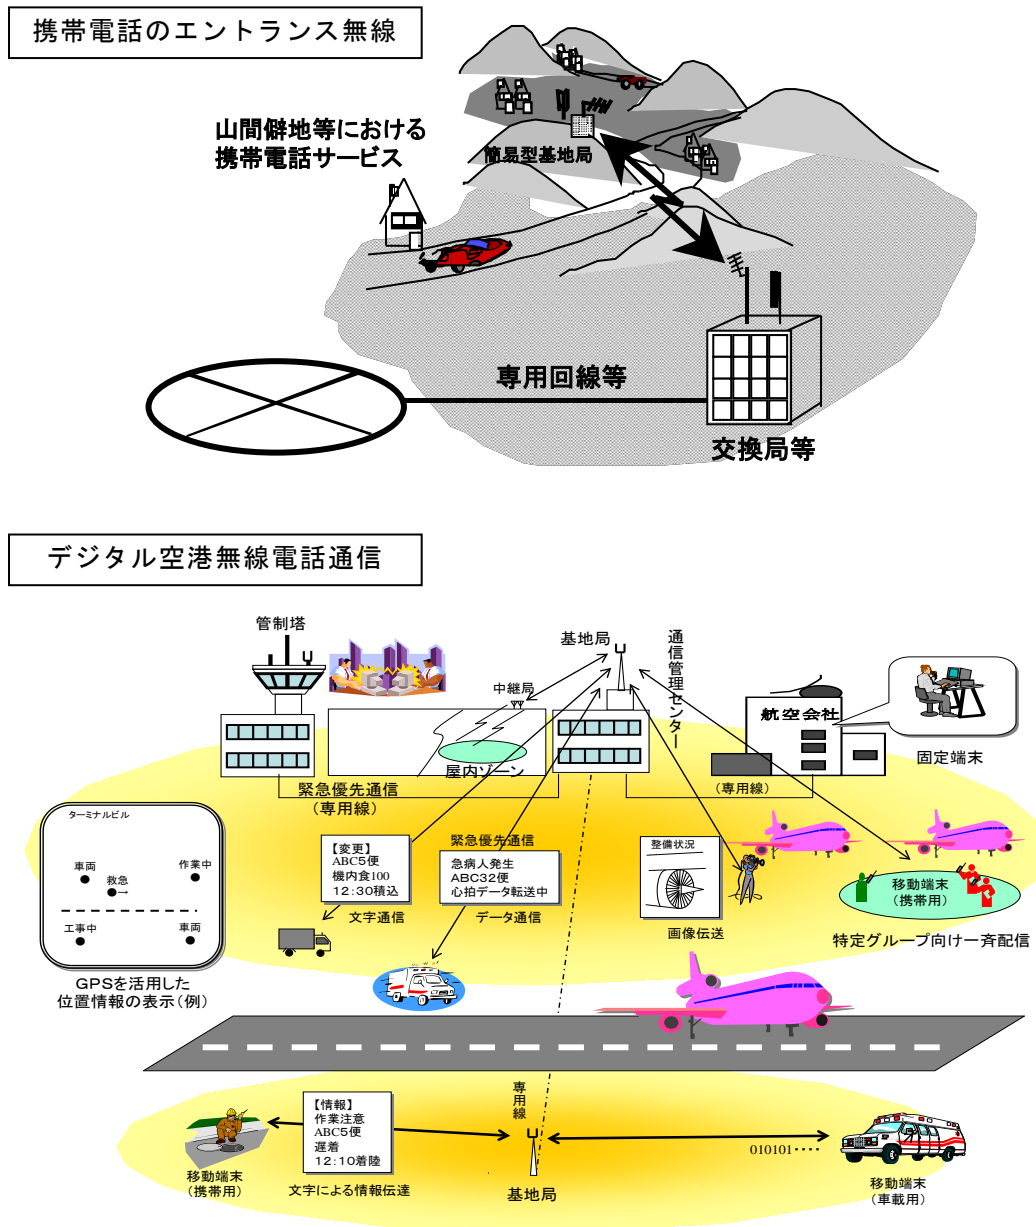 携帯電話のエントランス無線
山間僻地等における
携帯電話サービス
簡易型基地局
専用回線等
交換局等
デジタル空港無線電話通信
管制塔
基地局
通信管理センター
中継局
航空会社
固定端末
屋内ゾーン
緊急優先通信
（専用線）
（専用線）
ターミナルビル
車両
作業中
救急
→
工事中
車両
GPSを活用した
位置情報の表示（例）
【変更】
ABC5便
機内食100
12：30積込
文字通信
緊急優先通信
急病人発生
ABC32便
心拍データ転送中
データ通信
整備状況
画像伝送
移動端末
（携帯用）
特定グループ向け一斉配信
専用線
【情報】
作業注意
ABC5便
遅着
12：10着陸
文字による情報伝達
移動端末
（携帯用）
基地局
010101‥‥
移動端末
（車載用）